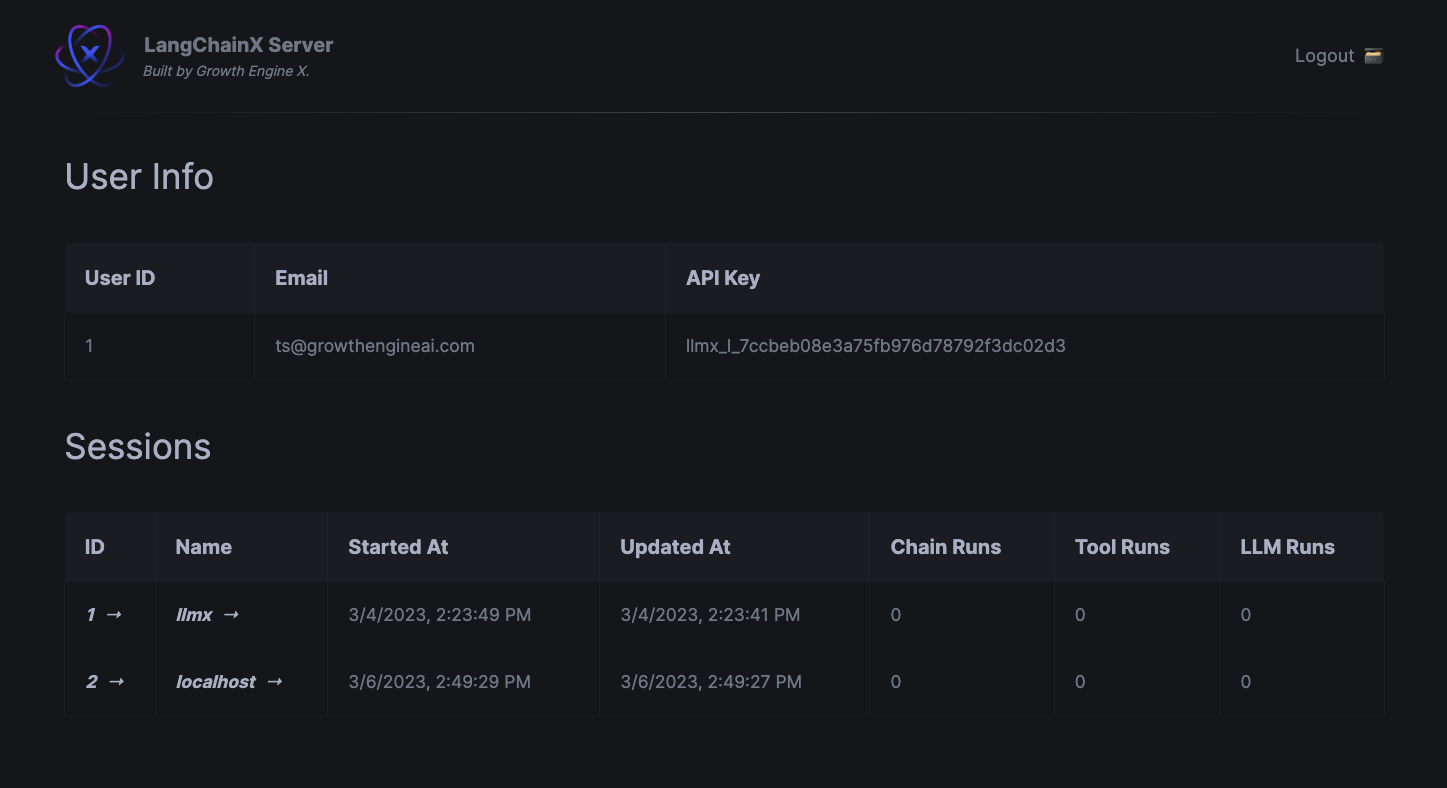 LangChainX Server
Built by Growth Engine X.
Logout
User Info
User ID Email API Key
1 ts@growthengineai.com llmx_l_7ccbeb08e3a75fb976d78792f3dc02d3
Sessions
ID Name Started At Updated At Chain Runs Tool Runs LLM Runs
1 → llmx → 3/4/2023, 2:23:49 PM 3/4/2023, 2:23:41 PM 0 0 0
2 → localhost → 3/6/2023, 2:49:29 PM 3/6/2023, 2:49:27 PM 0 0 0